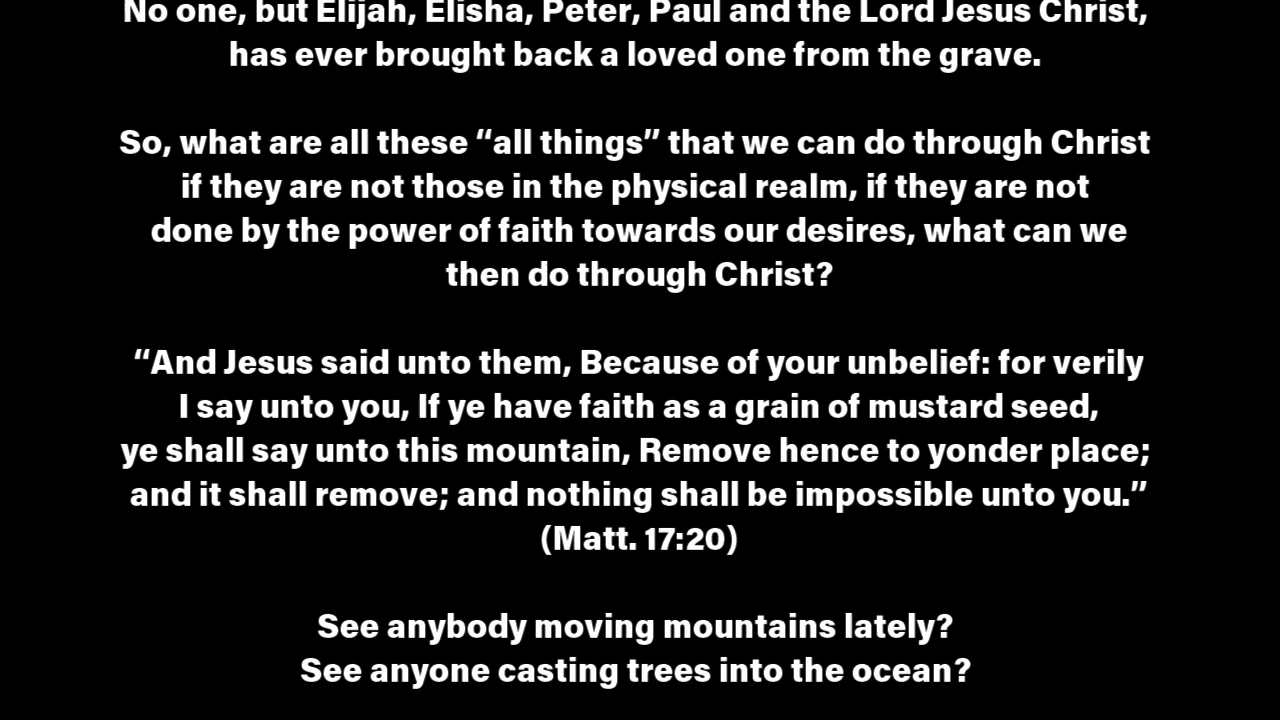 No one, but Elijah, Elisha, Peter, Paul and the Lord Jesus Christ,
has ever brought back a loved one from the grave.
So, what are all these “all things” that we can do through Christ
if they are not those in the physical realm, if they are not
done by the power of faith towards our desires, what can we
then do through Christ?
“And Jesus said unto them, Because of your unbelief: for verily
I say unto you, If ye have faith as a grain of mustard seed,
ye shall say unto this mountain, Remove hence to yonder place;
and it shall remove; and nothing shall be impossible unto you.”
(Matt. 17:20)
See anybody moving mountains lately?
See anyone casting trees into the ocean?